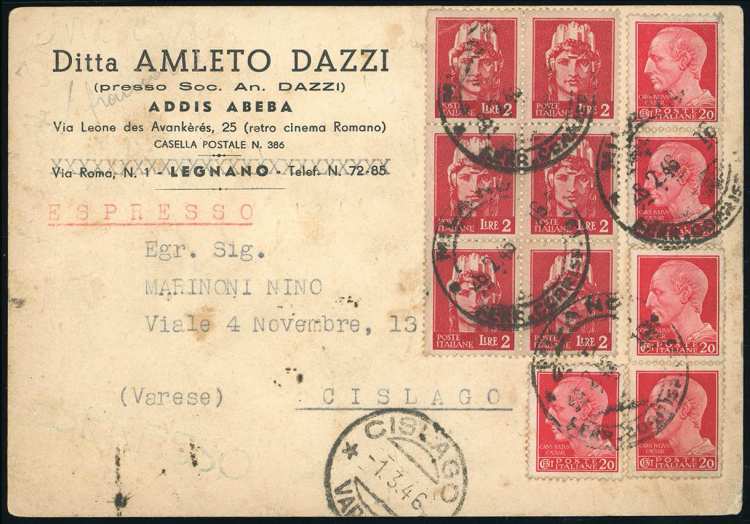 Ditta AMLETO DAZZI
(presso Soc. An. DAZZI)
ADDIS ABEBA
Via Leone des Avankèrés, 25 (retro cinema Romano)
CASELLA POSTALE N. 386
Via Roma, N. 1 - LEGNANO - Telef. N. 72-85
ESPRESSO
Egr. Sig.
MARINONI NINO
Viale 4 Novembre, 13
(Varese) CISLAGO
CISLAGO
-1.3.46
POSTE ITALIANE LIRE 2
POSTE ITALIANE LIRE 2
POSTE ITALIANE LIRE 2
POSTE ITALIANE LIRE 2
POSTE ITALIANE LIRE 2
POSTE ITALIANE LIRE 2
POSTE ITALIANE 20
POSTE ITALIANE 20
POSTE ITALIANE 20
CENT POSTE ITALIANE 20
CENT POSTE ITALIANE 20